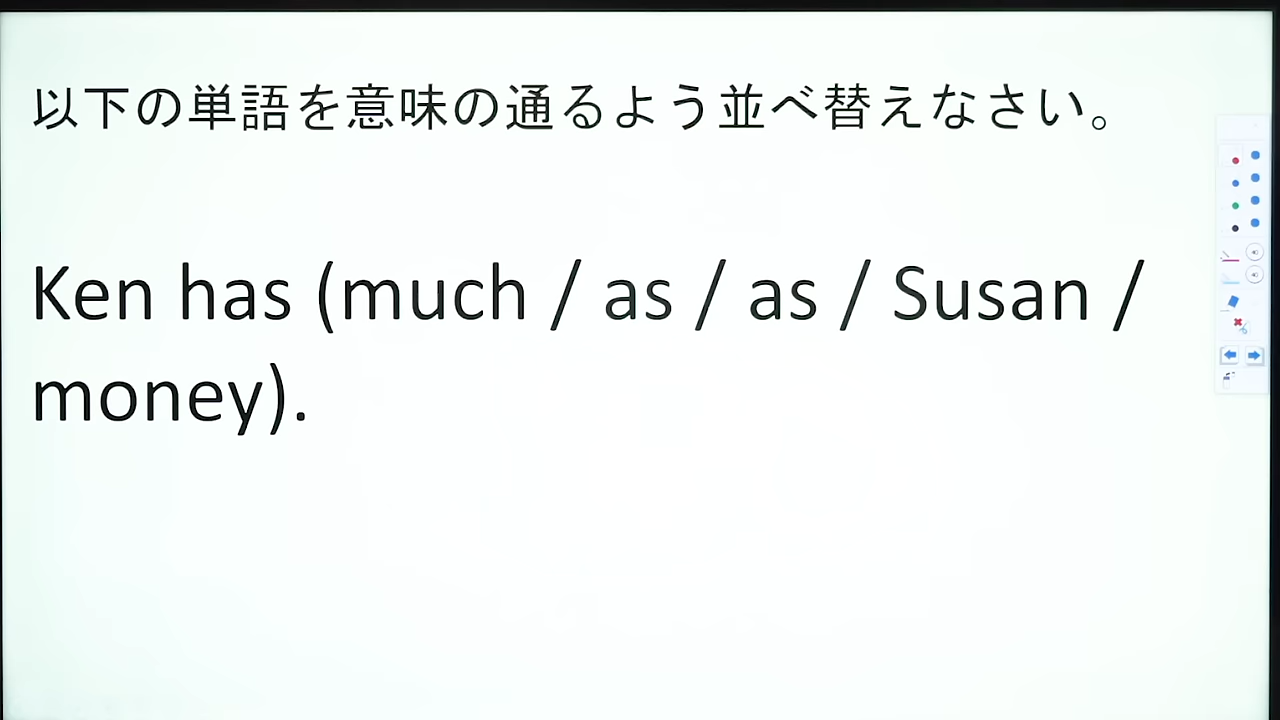 以下の単語を意味の通るよう並べ替えなさい。
Ken has (much / as / as / Susan /
money).